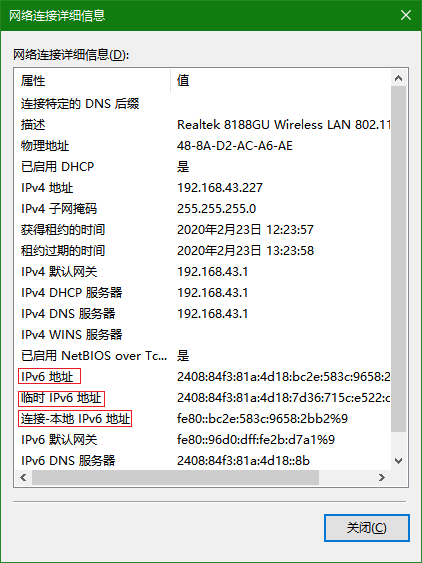 网络连接详细信息
网络连接详细信息(D):
属性 值
连接特定的 DNS 后缀
描述 Realtek 8188GU Wireless LAN 802.11
物理地址 48-8A-D2-AC-A6-AE
已启用 DHCP 是
IPv4 地址 192.168.43.227
IPv4 子网掩码 255.255.255.0
获得租约的时间 2020年2月23日 12:23:57
租约过期的时间 2020年2月23日 13:23:58
IPv4 默认网关 192.168.43.1
IPv4 DHCP 服务器 192.168.43.1
IPv4 DNS 服务器 192.168.43.1
IPv4 WINS 服务器
已启用 NetBIOS over Tc... 是
IPv6 地址 2408:84f3:81a:4d18:bc2e:583c:9658:2
临时 IPv6 地址 2408:84f3:81a:4d18:7d36:715c:e522:c
连接-本地 IPv6 地址 fe80::bc2e:583c:9658:2bb2%9
IPv6 默认网关 fe80::96d0:dff:fe2b:d7a1%9
IPv6 DNS 服务器 2408:84f3:81a:4d18::8b
关闭(C)